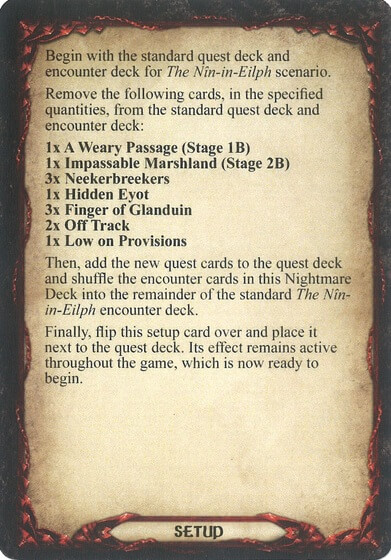 Begin with the standard quest deck and
encounter deck for The Nîn-in-Eilph scenario.
Remove the following cards, in the specified
quantities, from the standard quest deck and
encounter deck:
1x A Weary Passage (Stage 1B)
1x Impassable Marshland (Stage 2B)
3x Neekerbreekers
1x Hidden Eyot
3x Finger of Glanduin
2x Off Track
1x Low on Provisions
Then, add the new quest cards to the quest deck
and shuffle the encounter cards in this Nightmare
Deck into the remainder of the standard The Nîn-
in-Eilph encounter deck.
Finally, flip this setup card over and place it
next to the quest deck. Its effect remains active
throughout the game, which is now ready to
begin.
SETUP